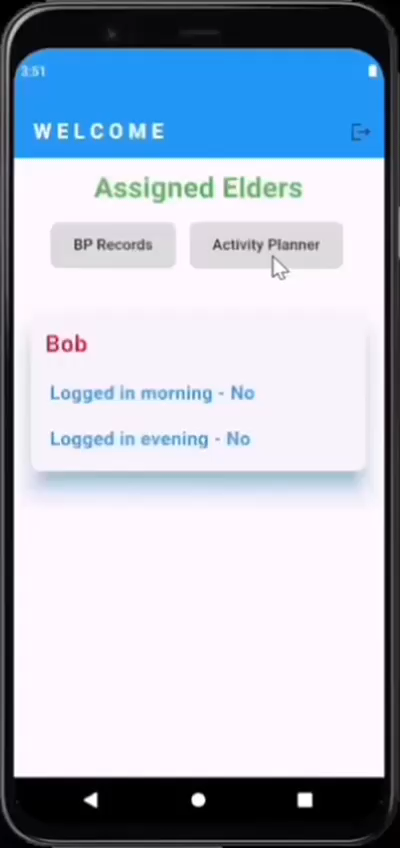 3:51
WELCOME
Assigned Elders
BP Records
Activity Planner
Bob
Logged in morning - No
Logged in evening - No